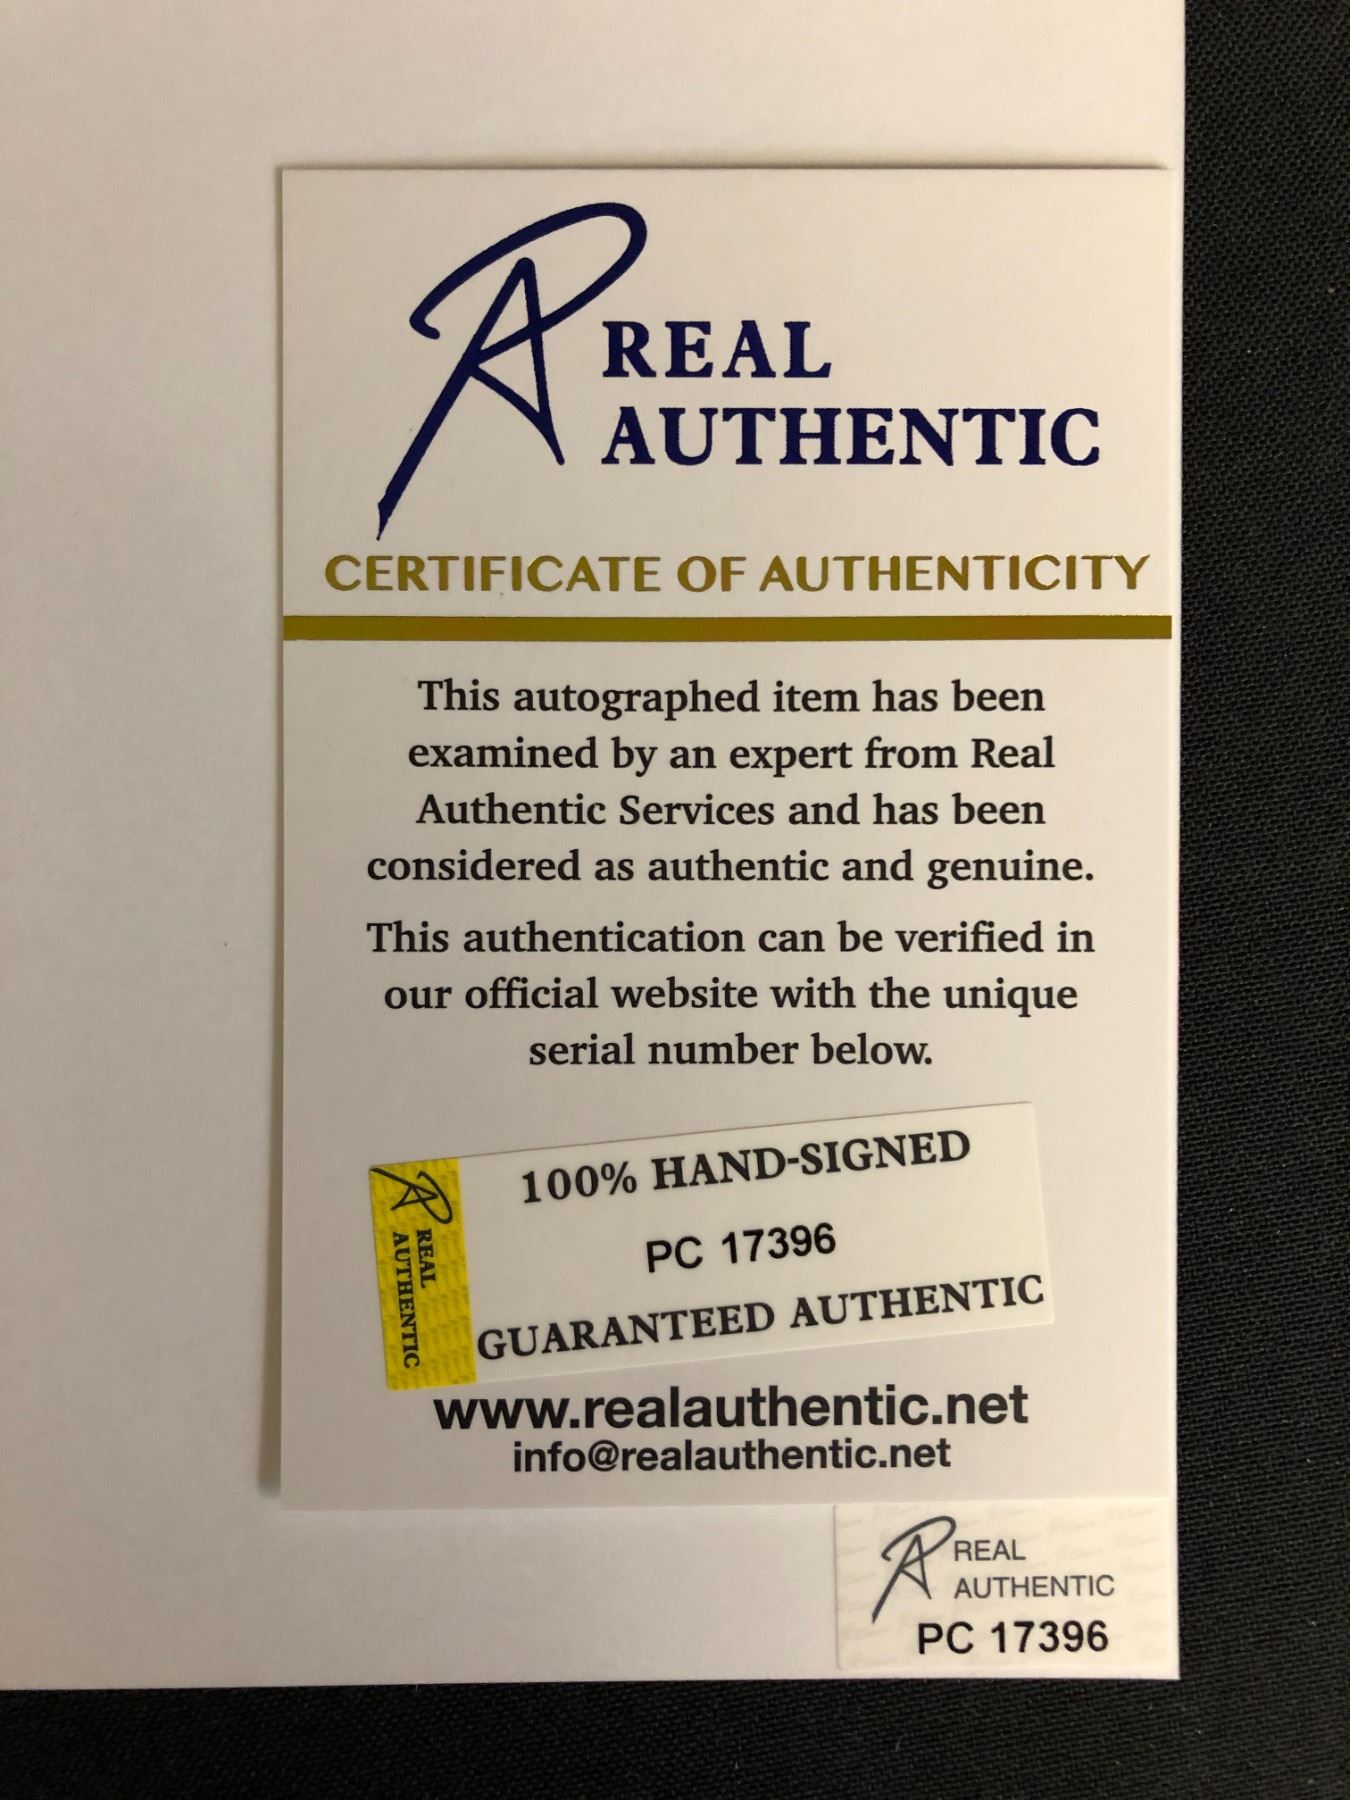 REAL
AUTHENTIC
CERTIFICATE OF AUTHENTICITY
This autographed item has been
examined by an expert from Real
Authentic Services and has been
considered as authentic and genuine.
This authentication can be verified in
our official website with the unique
serial number below.
REAL
AUTHENTIC
100% HAND-SIGNED
PC 17396
GUARANTEED AUTHENTIC
www.realauthentic.net
info@realauthentic.net
REAL
AUTHENTIC
PC 17396